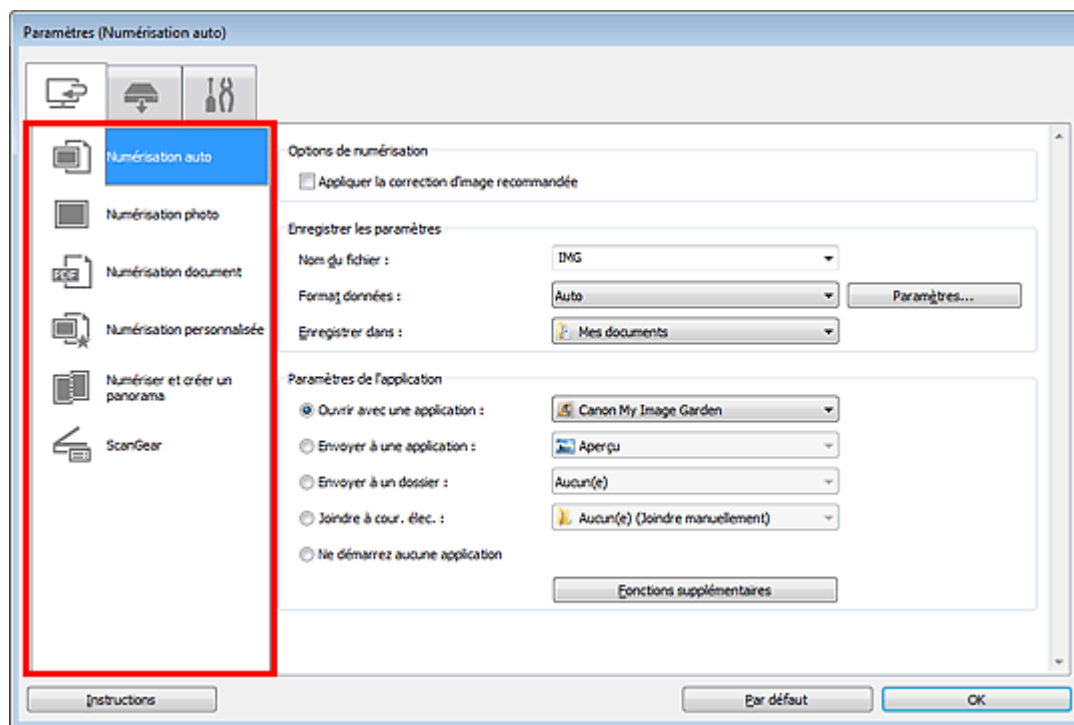 Paramètres (Numérisation auto)
Numérisation auto
Numérisation photo
PDF
Numérisation document
Numérisation personnalisée
Numériser et créer un
panorama
ScanGear
Options de numérisation
Appliquer la correction d'image recommandée
Enregistrer les paramètres
Nom du fichier : IMG
Format données : Auto Paramètres...
Enregistrer dans : Mes documents
Paramètres de l'application
Ouvrir avec une application : Canon My Image Garden
Envoyer à une application : Aperçu
Envoyer à un dossier : Aucun(e)
Joindre à cour. élec. : Aucun(e) (Joindre manuellement)
Ne démarrez aucune application
Fonctions supplémentaires
Instructions Par défaut OK